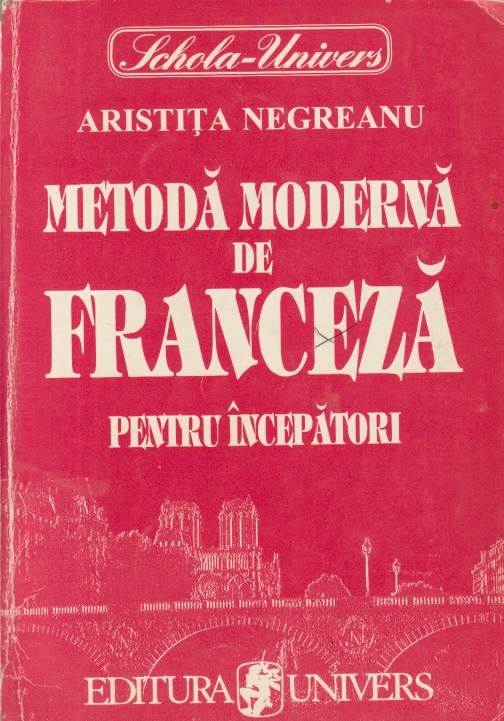 Schola-Univers
ARISTIȚA NEGREANU
METODĂ MODERNĂ
DE
FRANCEZĂ
PENTRU ÎNCEPĂTORI
N N
EDITURA UNIVERS